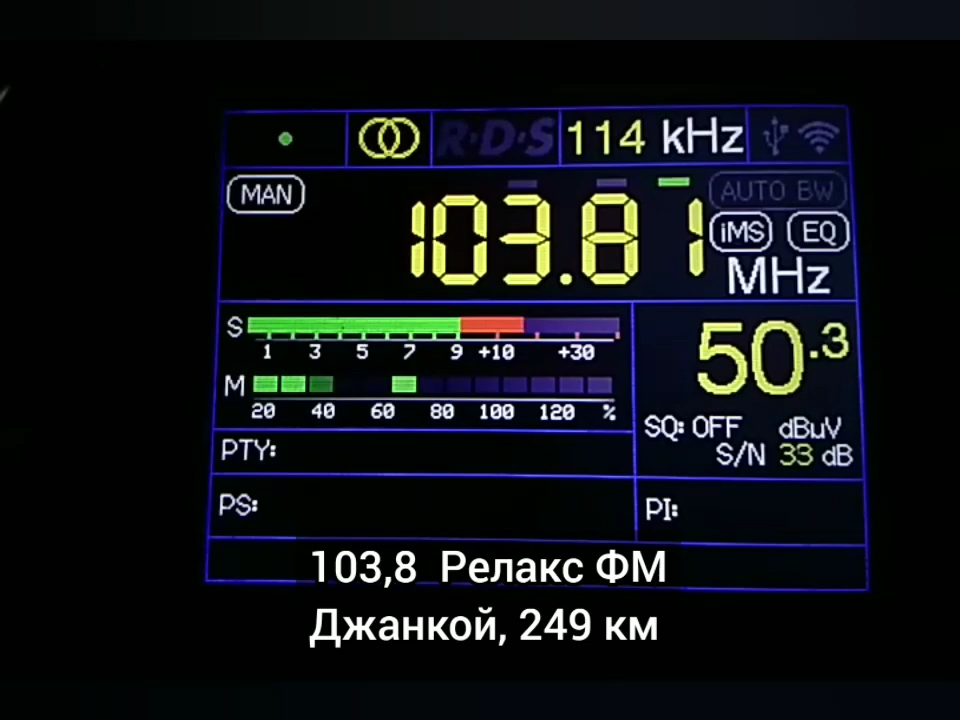 R·D·S 114 kHz
MAN 103.81 AUTO BW
iMS EQ
MHz
S 1 3 5 7 9 +10 +30
50.3
M 20 40 60 80 100 120 %
SQ: OFF dBuV
S/N 33 dB
PTY:
PS: PI:
103,8 Релакс ФМ
Джанкой, 249 км